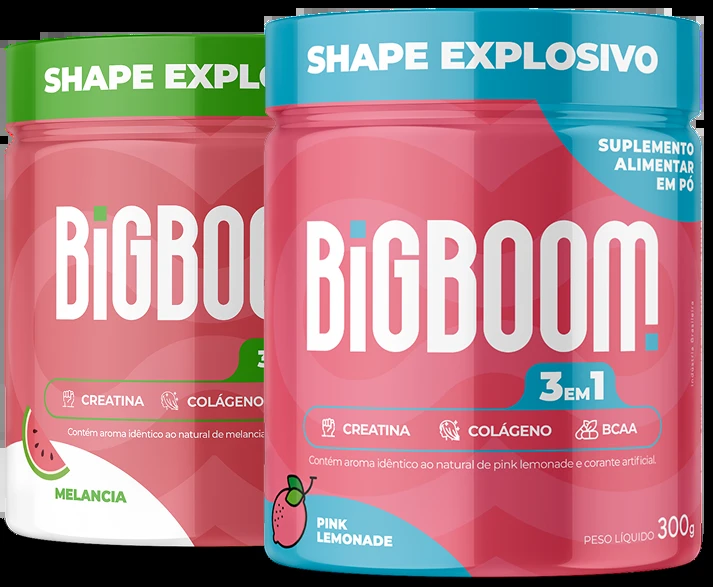 SHAPE EXPLO
BiGBOO
3
CREATINA COLÁGENO
Contém aroma idêntico ao natural de melancia
MELANCIA
SHAPE EXPLOSIVO
SUPLEMENTO
ALIMENTAR
EM PÓ
BiGBOOM!
Indústria Brasileira
3EM1
CREATINA COLÁGENO BCAA
Contém aroma idêntico ao natural de pink lemonade e corante artificial.
PINK
LEMONADE
PESO LÍQUIDO 300g